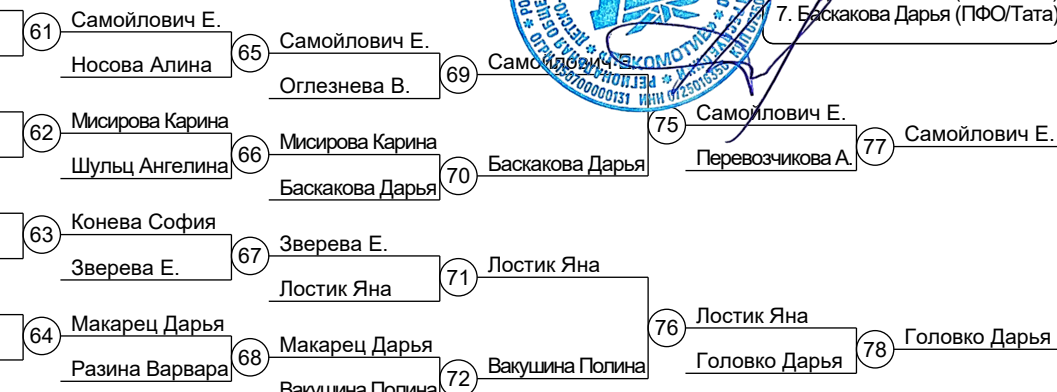 7. Баскакова Дарья (ПФО/Тата)
61
Самойлович Е.
Носова Алина
65
Самойлович Е.
Оглезнева В.
69
Самойлович Е.
62
Мисирова Карина
Шульц Ангелина
66
Мисирова Карина
Баскакова Дарья
70
Баскакова Дарья
75
Самойлович Е.
Перевозчикова А.
77
Самойлович Е.
63
Конева София
Зверева Е.
67
Зверева Е.
Лостик Яна
71
Лостик Яна
64
Макарец Дарья
Разина Варвара
68
Макарец Дарья
Вакушина Полина
72
Вакушина Полина
76
Лостик Яна
Головко Дарья
78
Головко Дарья